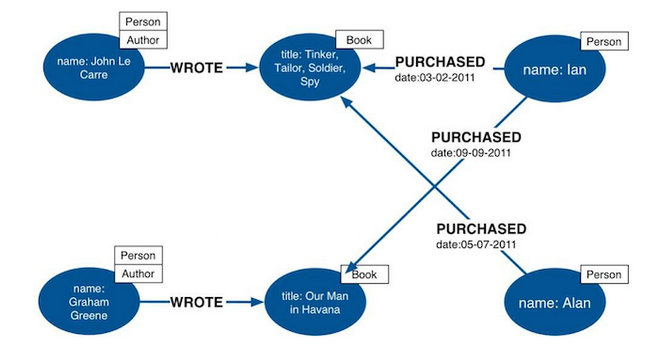 Person
Author
name: John Le
Carre
WROTE
Book
title: Tinker,
Tailor, Soldier,
Spy
PURCHASED
date:03-02-2011
Person
name: Ian
PURCHASED
date:09-09-2011
PURCHASED
date:05-07-2011
Person
Author
name:
Graham
Greene
WROTE
Book
title: Our Man
in Havana
Person
name: Alan